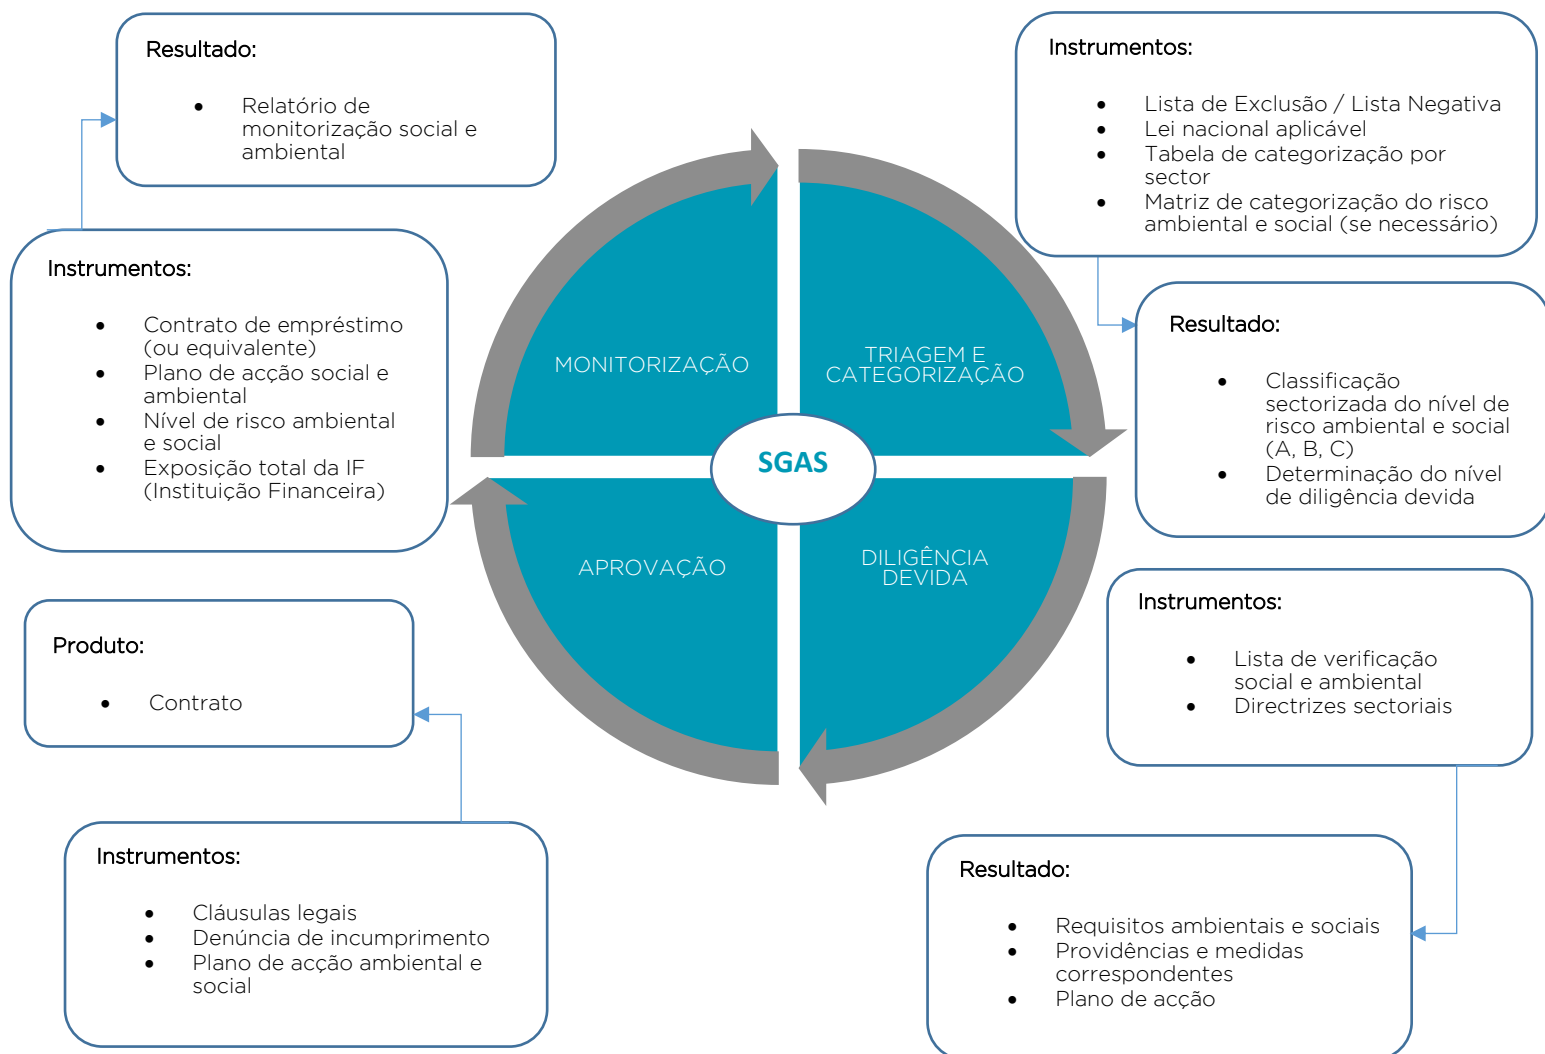 Resultado:
• Relatório de
monitorização social e
ambiental
Instrumentos:
• Contrato de empréstimo
(ou equivalente)
• Plano de acção social e
ambiental
• Nível de risco ambiental
e social
• Exposição total da IF
(Instituição Financeira)
Produto:
• Contrato
Instrumentos:
• Cláusulas legais
• Denúncia de incumprimento
• Plano de acção ambiental e
social
MONITORIZAÇÃO
TRIAGEM E
CATEGORIZAÇÃO
SGAS
APROVAÇÃO
DILIGÊNCIA
DEVIDA
Instrumentos:
• Lista de Exclusão / Lista Negativa
• Lei nacional aplicável
• Tabela de categorização por
sector
• Matriz de categorização do risco
ambiental e social (se necessário)
Resultado:
• Classificação
sectorizada do nível de
risco ambiental e social
(A, B, C)
• Determinação do nível
de diligência devida
Instrumentos:
• Lista de verificação
social e ambiental
• Directrizes sectoriais
Resultado:
• Requisitos ambientais e sociais
• Providências e medidas
correspondentes
• Plano de acção